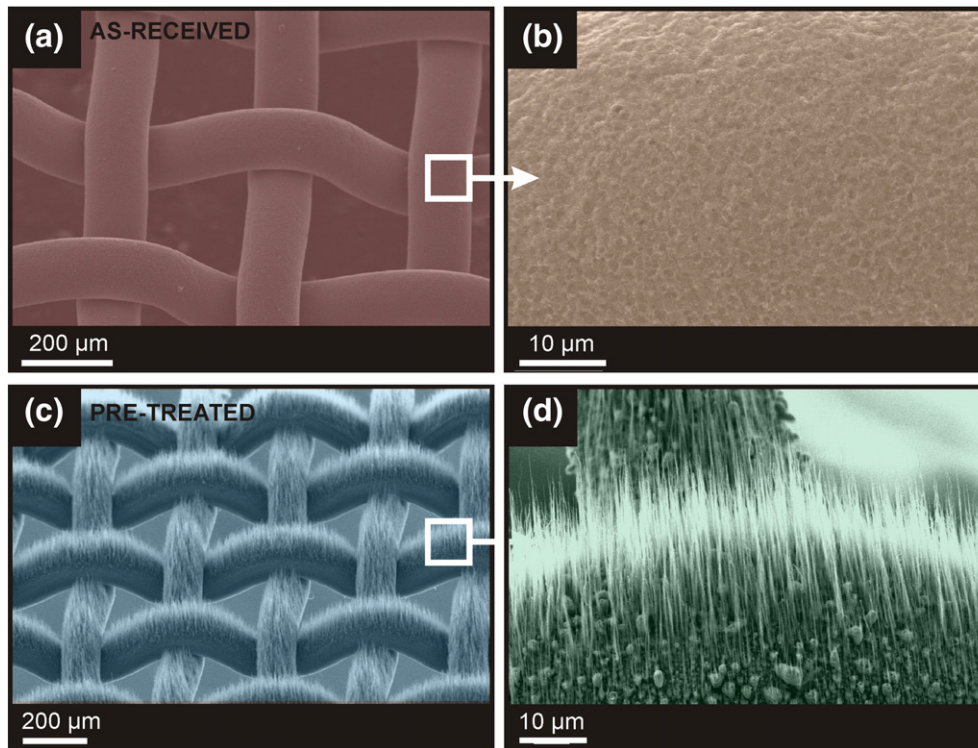 (a) AS-RECEIVED
(b)
200 µm
10 µm
(c) PRE-TREATED
(d)
200 µm
10 µm